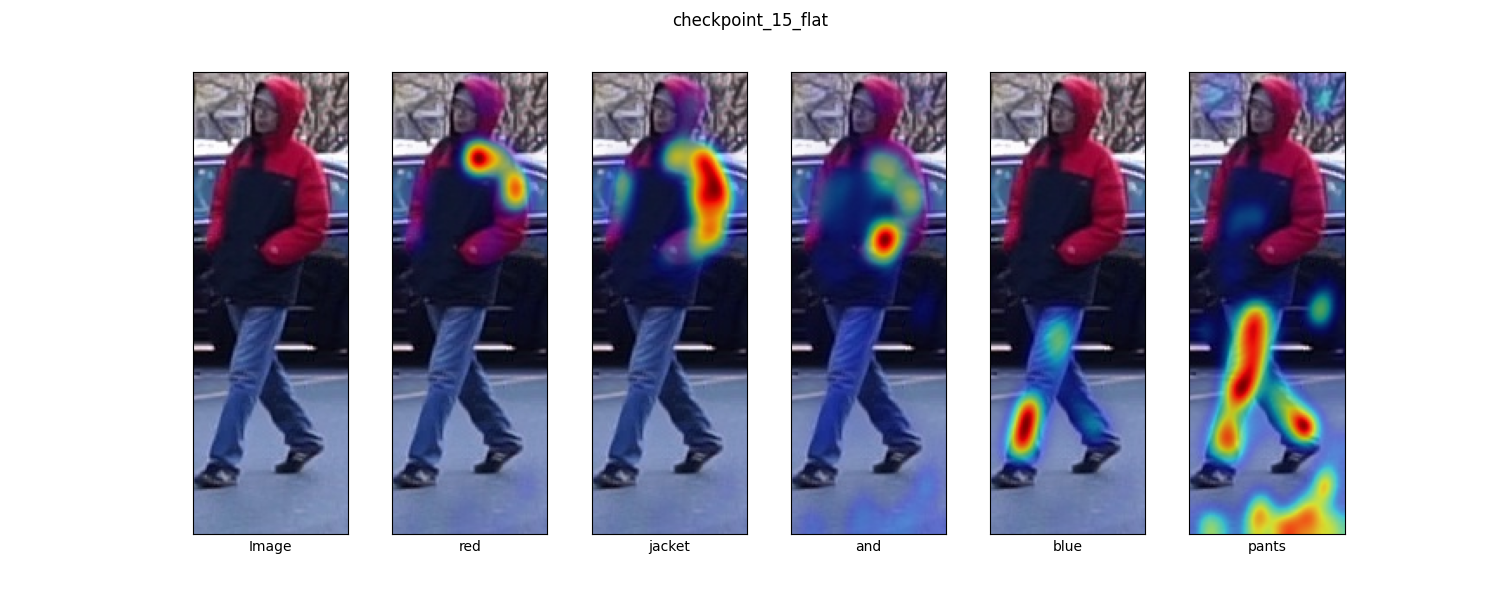 checkpoint_15_flat
Image
red
jacket
and
blue
pants